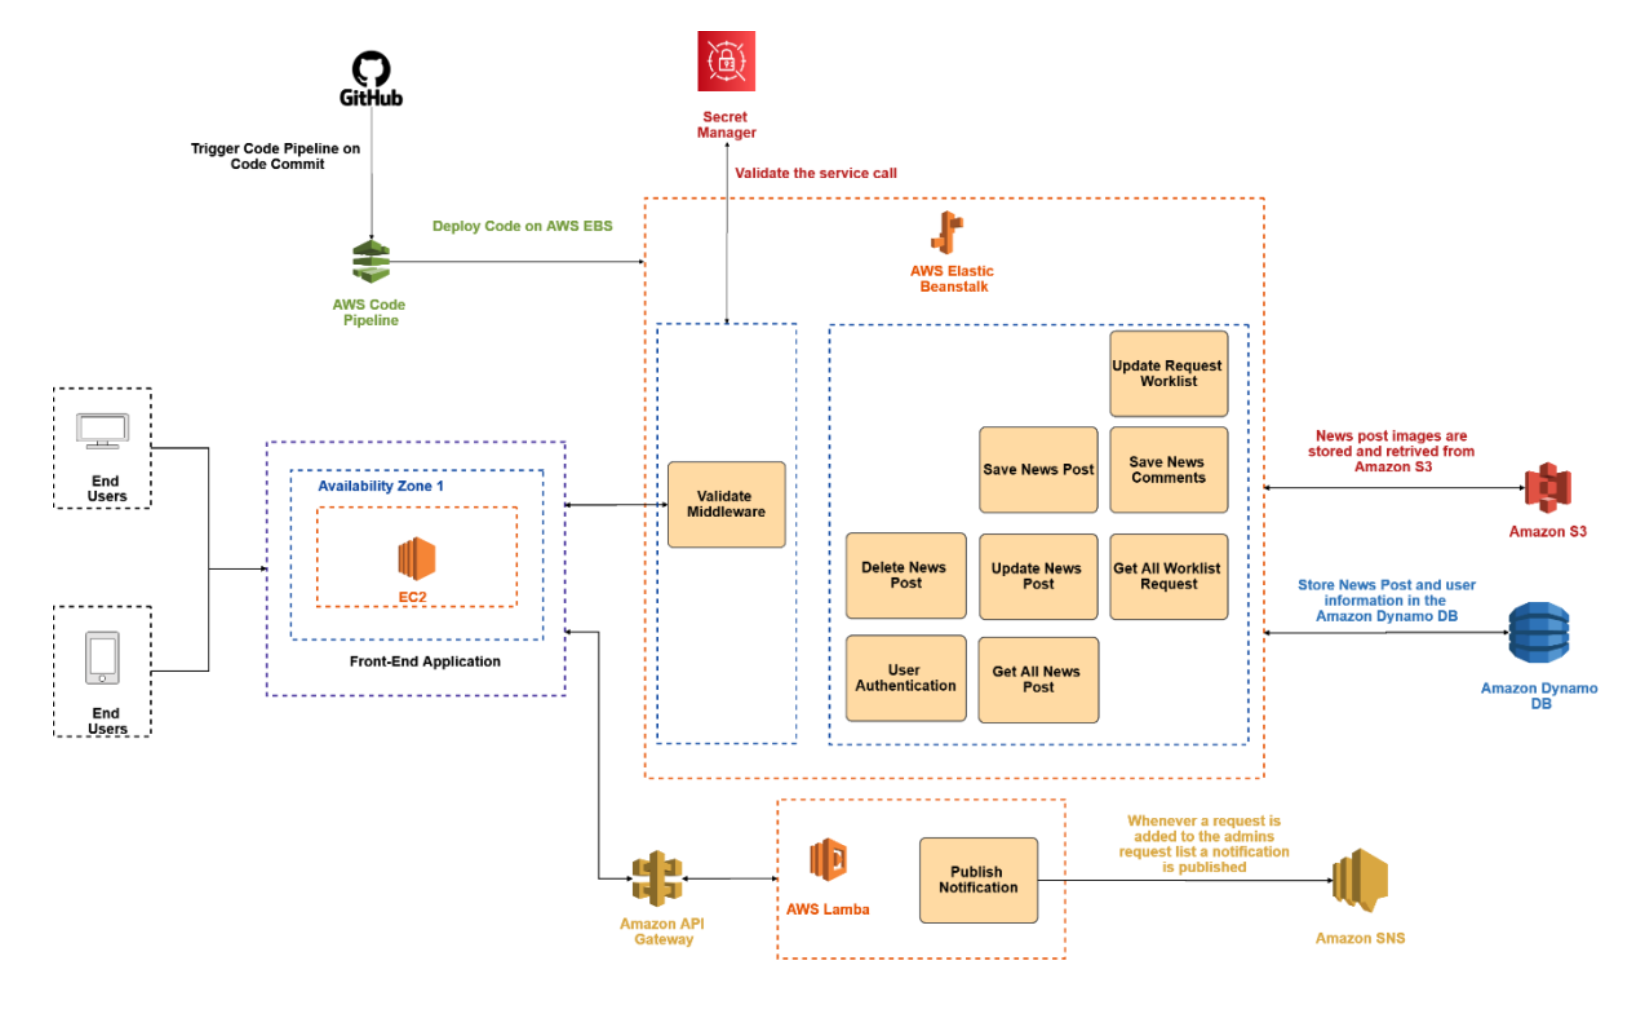 GitHub
Trigger Code Pipeline on
Code Commit
Secret
Manager
Validate the service call
Deploy Code on AWS EBS
AWS Code
Pipeline
AWS Elastic
Beanstalk
End
Users
End
Users
Availability Zone 1
EC2
Front-End Application
Validate
Middleware
Update Request
Worklist
Save News Post
Save News
Comments
Delete News
Post
Update News
Post
Get All Worklist
Request
User
Authentication
Get All News
Post
News post images are
stored and retrived from
Amazon S3
Amazon S3
Store News Post and user
information in the
Amazon Dynamo DB
Amazon Dynamo
DB
Amazon API
Gateway
AWS Lamba
Publish
Notification
Whenever a request is
added to the admins
request list a notification
is published
Amazon SNS